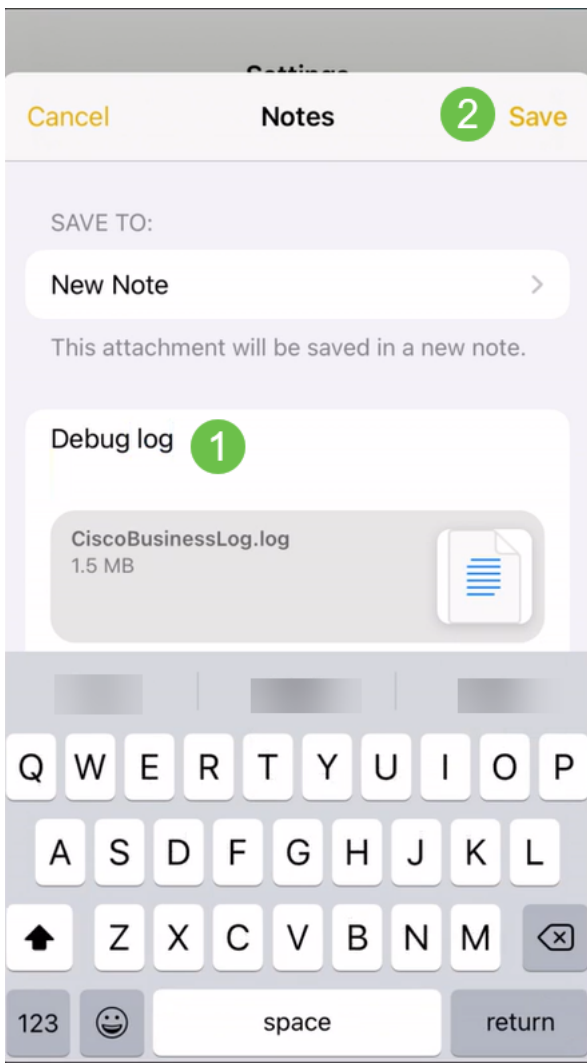 Settings
Cancel Notes 2 Save
SAVE TO:
New Note
This attachment will be saved in a new note.
Debug log 1
CiscoBusinessLog.log
1.5 MB
Q W E R T Y U I O P
A S D F G H J K L
Z X C V B N M
123 space return